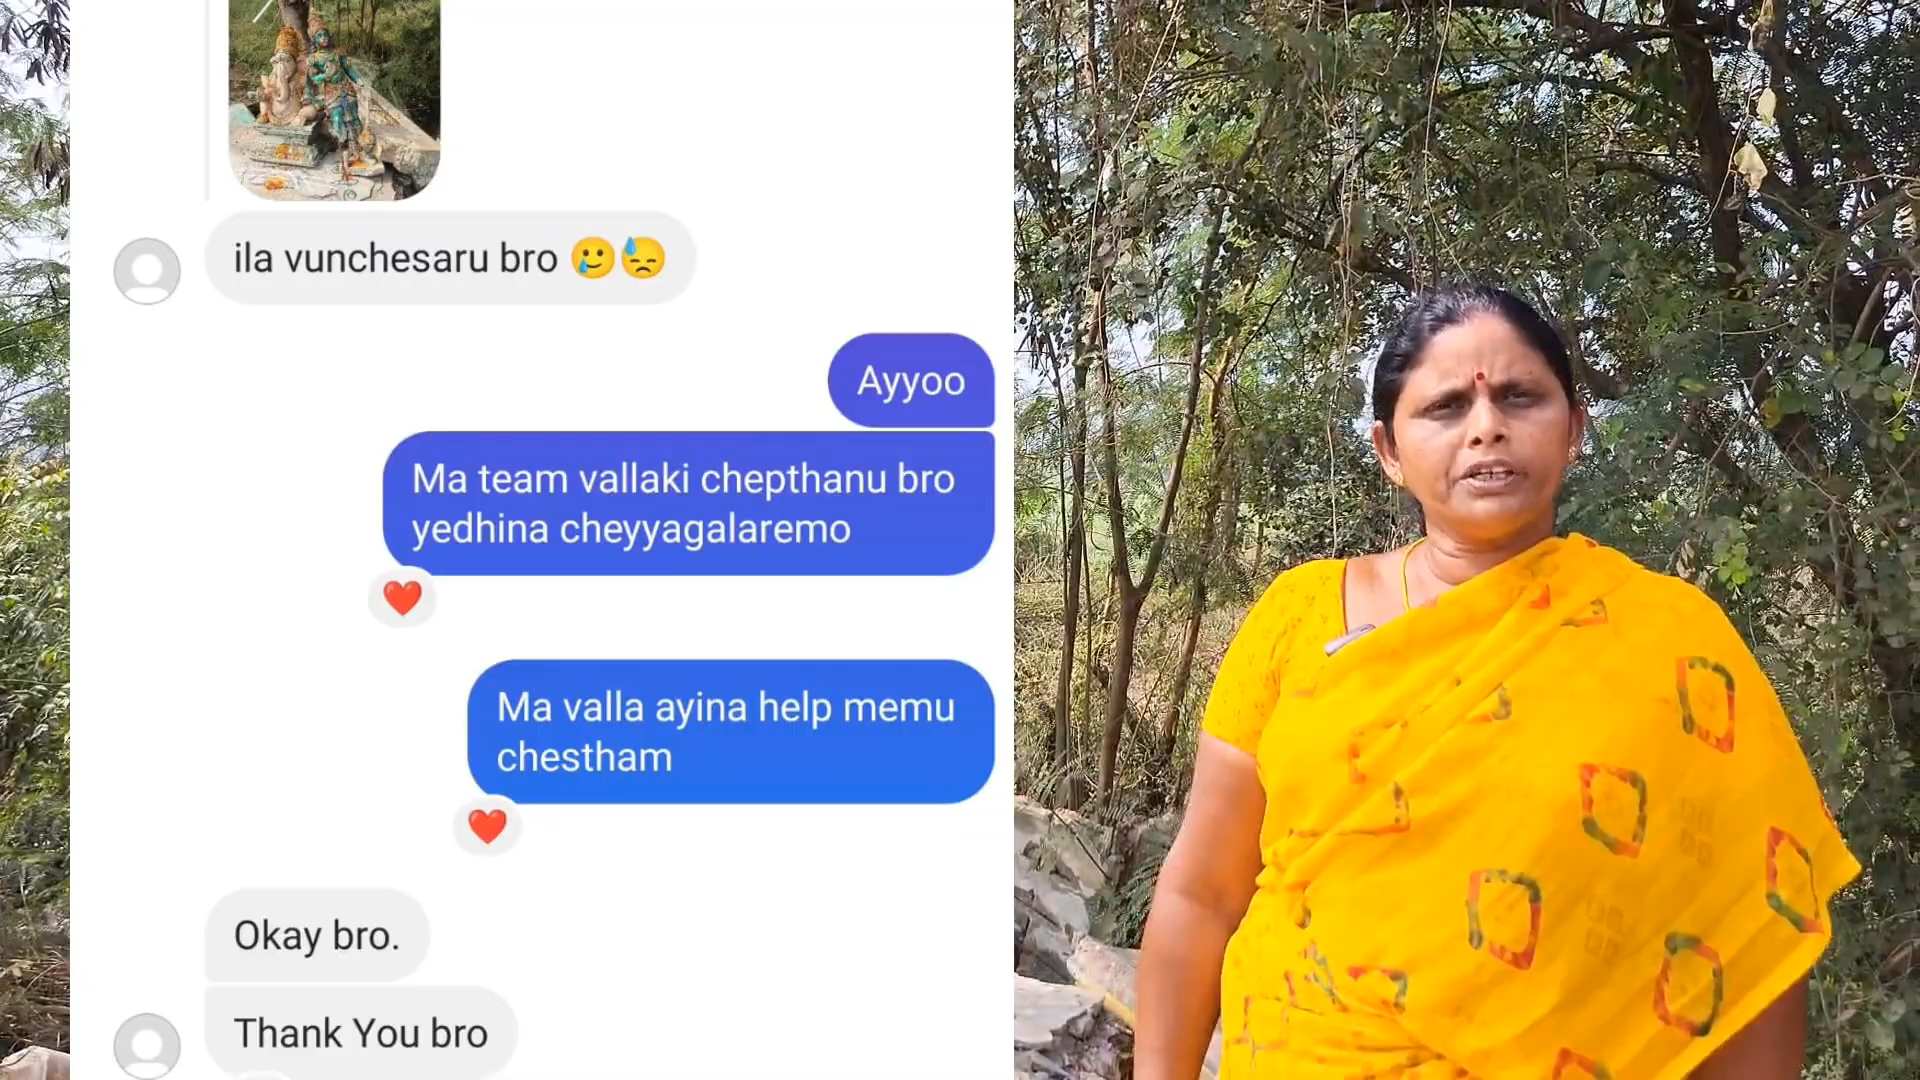 ila vunchesaru bro 🥲😓
Ayyoo
Ma team vallaki chepthanu bro
yedhina cheyyagalaremo
❤️
Ma valla ayina help memu
chestham
❤️
Okay bro.
Thank You bro